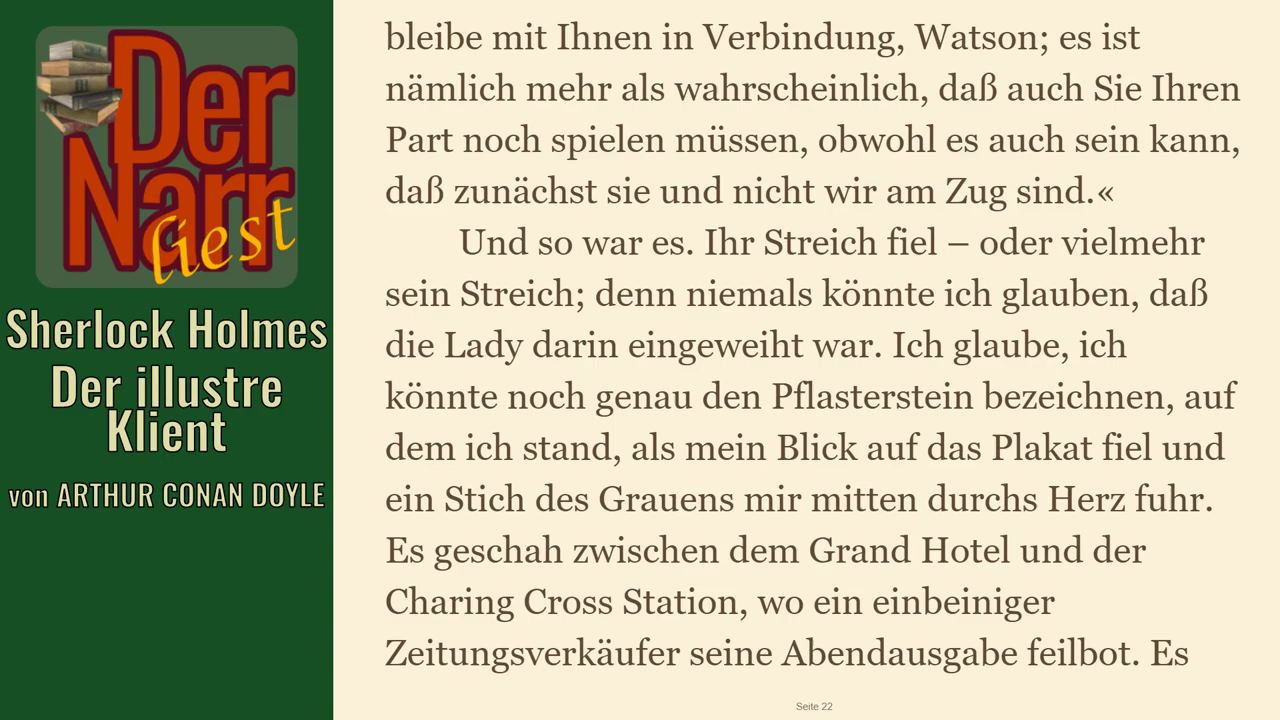 Der
Narr
liest
Sherlock Holmes
Der illustre
Klient
von ARTHUR CONAN DOYLE
bleibe mit Ihnen in Verbindung, Watson; es ist
nämlich mehr als wahrscheinlich, daß auch Sie Ihren
Part noch spielen müssen, obwohl es auch sein kann,
daß zunächst sie und nicht wir am Zug sind.«
Und so war es. Ihr Streich fiel – oder vielmehr
sein Streich; denn niemals könnte ich glauben, daß
die Lady darin eingeweiht war. Ich glaube, ich
könnte noch genau den Pflasterstein bezeichnen, auf
dem ich stand, als mein Blick auf das Plakat fiel und
ein Stich des Grauens mir mitten durchs Herz fuhr.
Es geschah zwischen dem Grand Hotel und der
Charing Cross Station, wo ein einbeiniger
Zeitungsverkäufer seine Abendausgabe feilbot. Es
Seite 22